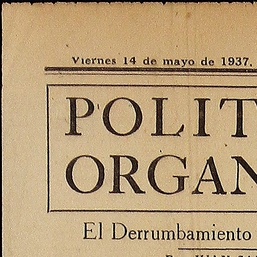 Viernes 14 de mayo de 1937.
POLIT
ORGAN
El Derrumbamiento